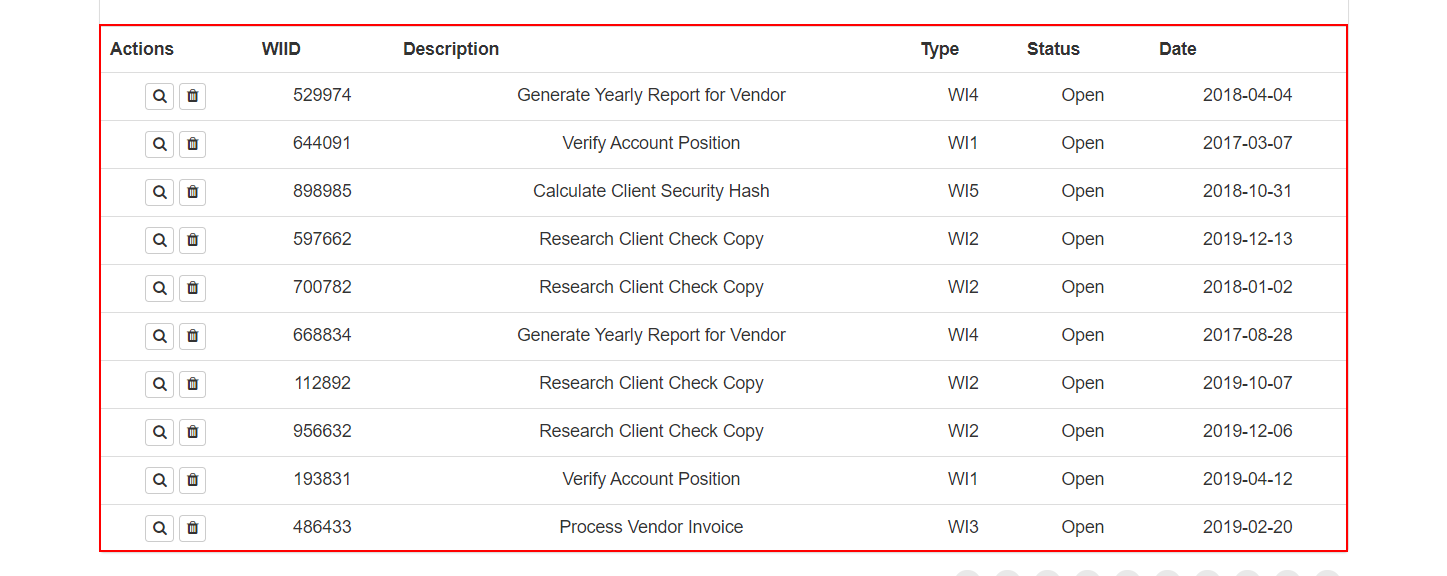 Actions WIID Description Type Status Date
529974 Generate Yearly Report for Vendor WI4 Open 2018-04-04
644091 Verify Account Position WI1 Open 2017-03-07
898985 Calculate Client Security Hash WI5 Open 2018-10-31
597662 Research Client Check Copy WI2 Open 2019-12-13
700782 Research Client Check Copy WI2 Open 2018-01-02
668834 Generate Yearly Report for Vendor WI4 Open 2017-08-28
112892 Research Client Check Copy WI2 Open 2019-10-07
956632 Research Client Check Copy WI2 Open 2019-12-06
193831 Verify Account Position WI1 Open 2019-04-12
486433 Process Vendor Invoice WI3 Open 2019-02-20